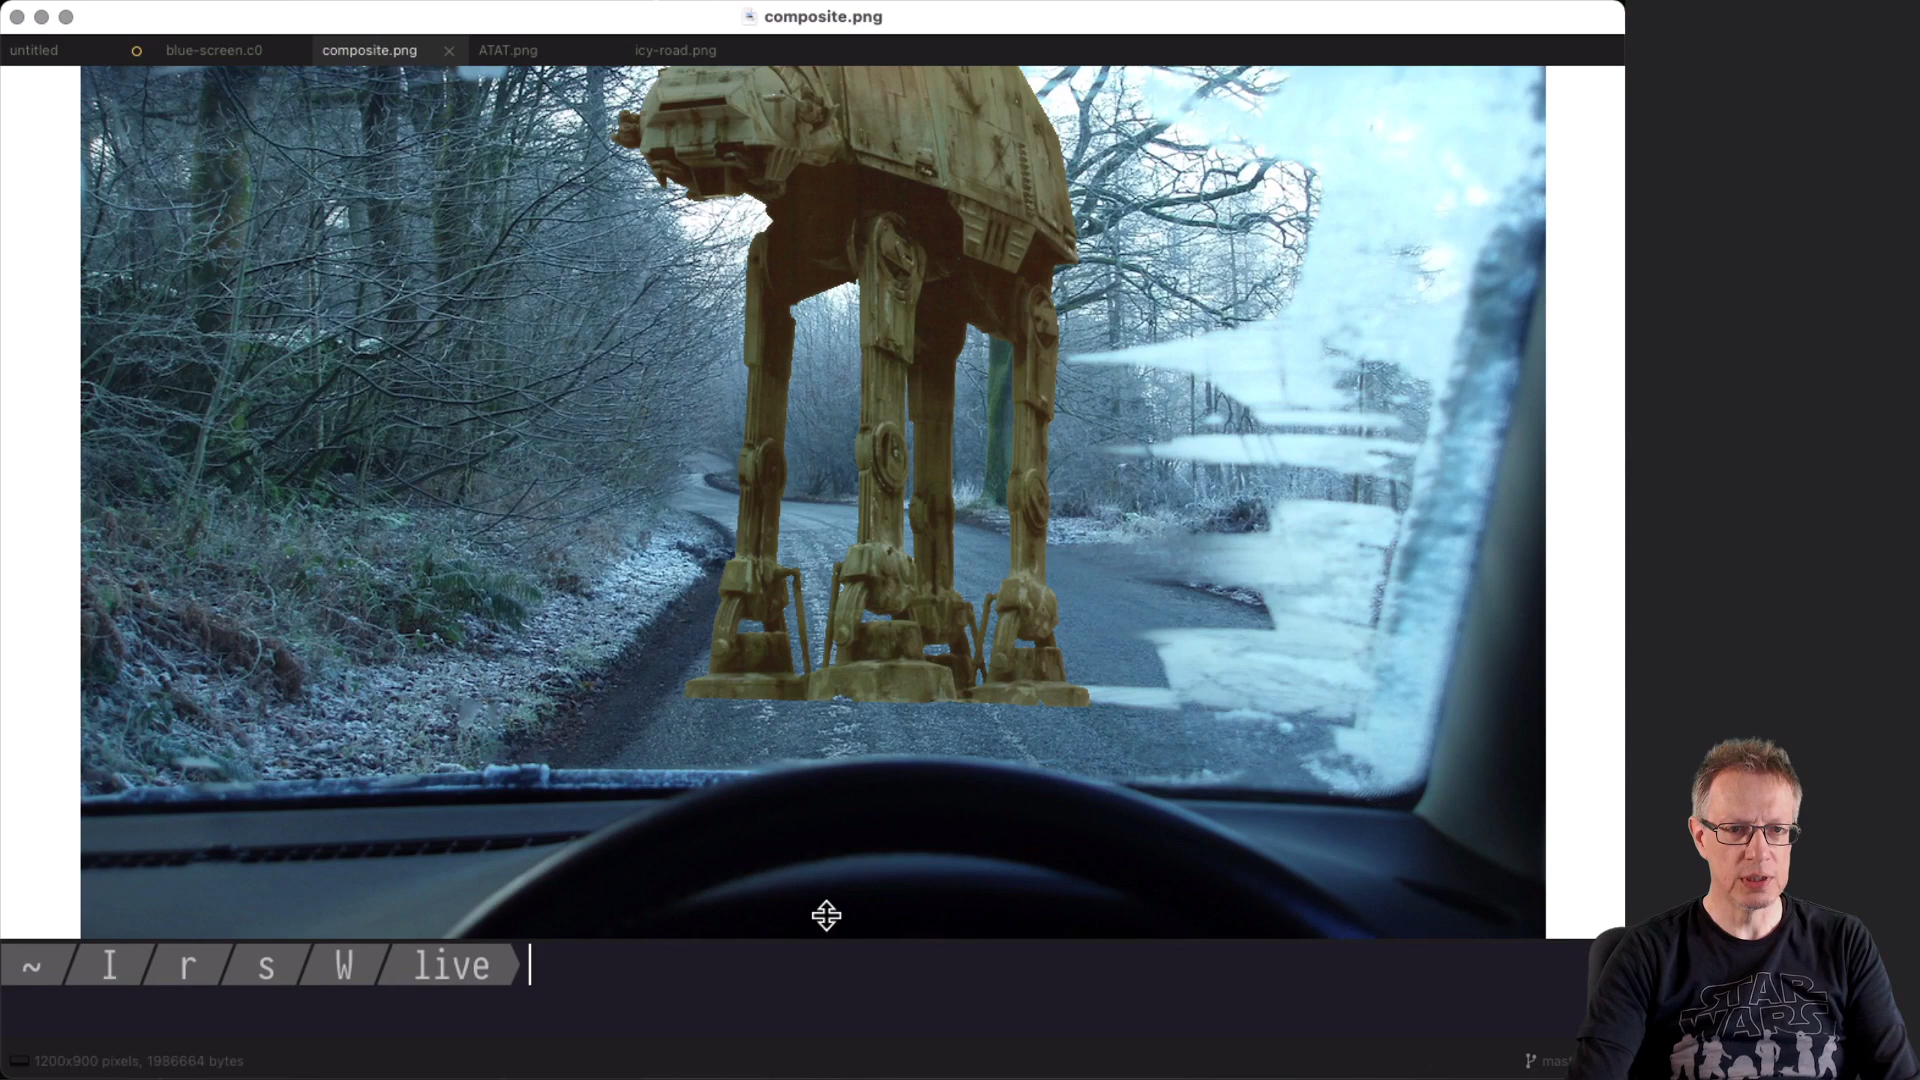 composite.png
untitled blue-screen.c0 composite.png ATAT.png icy-road.png
~ I r s W live
1200x900 pixels, 1986664 bytes
STAR
WARS